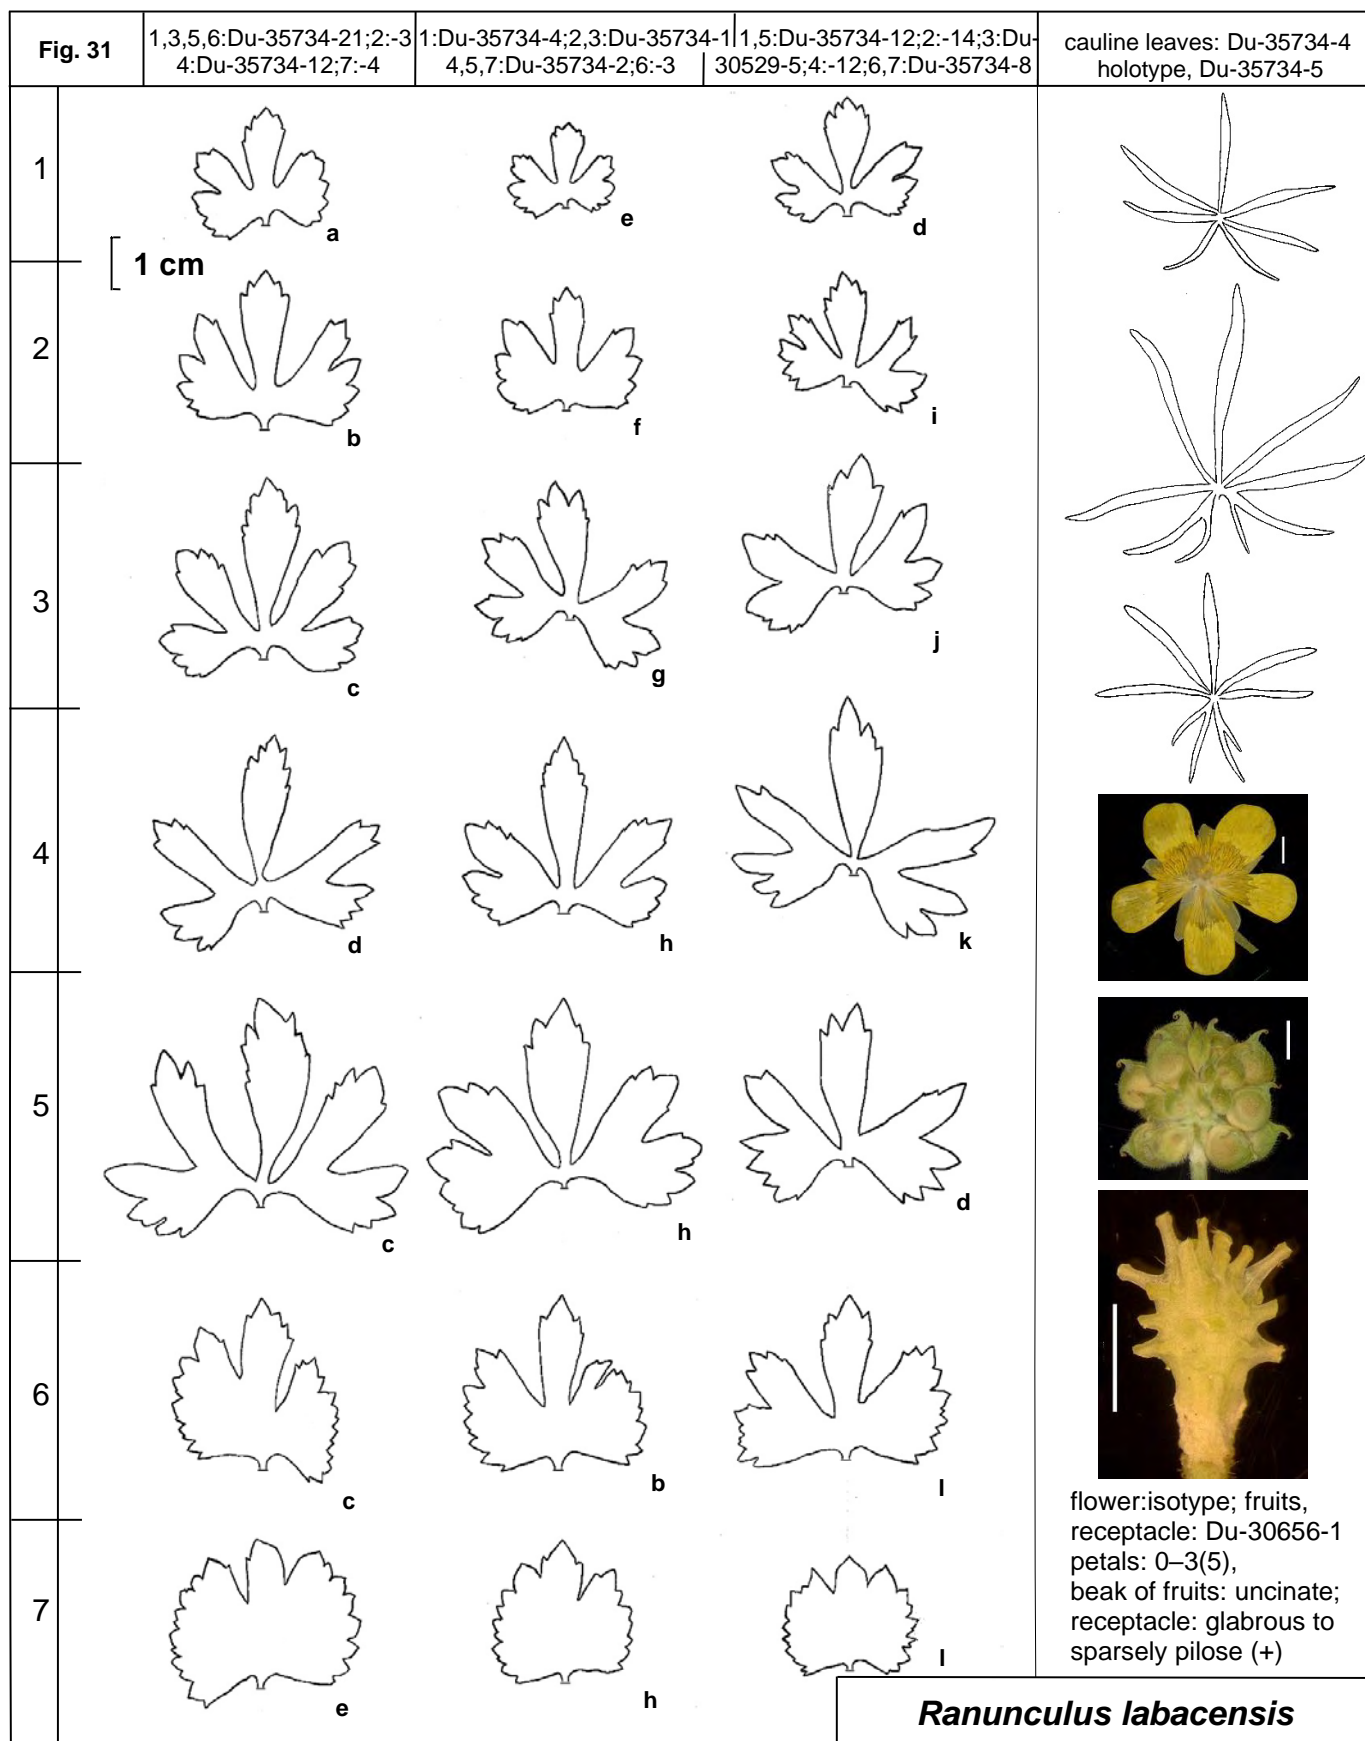 Fig. 31
1,3,5,6:Du-35734-21;2:-3
4:Du-35734-12;7:-4
1:Du-35734-4;2,3:Du-35734-1
4,5,7:Du-35734-2;6:-3
1,5:Du-35734-12;2:-14;3:Du-
30529-5;4:-12;6,7:Du-35734-8
cauline leaves: Du-35734-4
holotype, Du-35734-5
1
a
e
d
1 cm
2
b
f
i
3
c
g
j
4
d
h
k
5
c
h
d
6
c
b
l
7
e
h
l
flower:isotype; fruits,
receptacle: Du-30656-1
petals: 0–3(5),
beak of fruits: uncinate;
receptacle: glabrous to
sparsely pilose (+)
Ranunculus labacensis